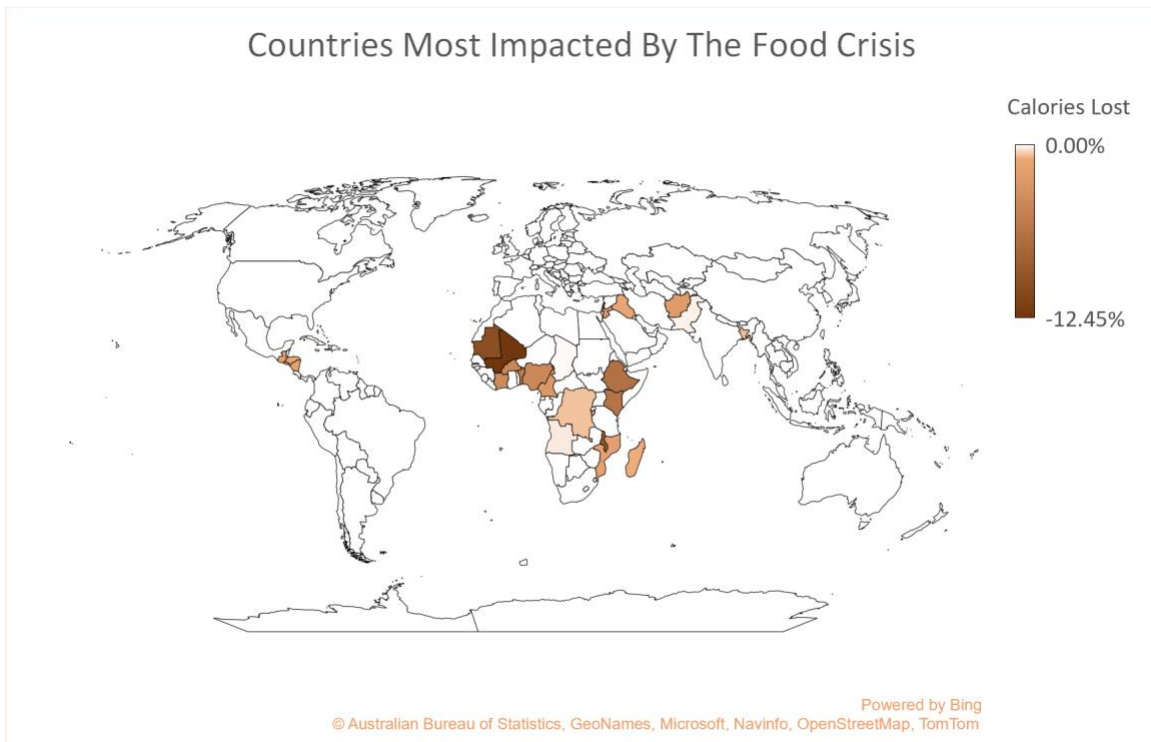 Countries Most Impacted By The Food Crisis
Calories Lost
0.00%
-12.45%
Powered by Bing
© Australian Bureau of Statistics, GeoNames, Microsoft, Navinfo, OpenStreetMap, TomTom